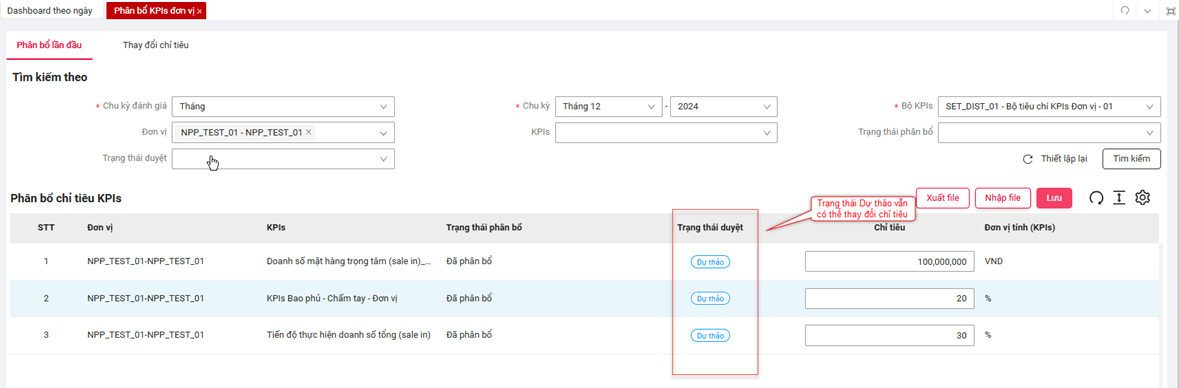 Dashboard theo ngày
Phân bổ KPIs đơn vị ×
Phân bổ lần đầu
Thay đổi chỉ tiêu
Tìm kiếm theo
* Chu kỳ đánh giá
Tháng
* Chu kỳ
Tháng 12
-
2024
* Bộ KPIs
SET_DIST_01 - Bộ tiêu chí KPIs Đơn vị - 01
Đơn vị
NPP_TEST_01 - NPP_TEST_01 ×
KPIs
Trạng thái phân bổ
Trạng thái duyệt
Thiết lập lại
Tìm kiếm
Phân bổ chỉ tiêu KPIs
Trạng thái Dự thảo vẫn
có thể thay đổi chỉ tiêu
Xuất file
Nhập file
Lưu
STT
Đơn vị
KPIs
Trạng thái phân bổ
Trạng thái duyệt
Chỉ tiêu
Đơn vị tính (KPIs)
1
NPP_TEST_01-NPP_TEST_01
Doanh số mặt hàng trọng tâm (sale in)_...
Đã phân bổ
Dự thảo
100,000,000
VND
2
NPP_TEST_01-NPP_TEST_01
KPIs Bao phủ - Chấm tay - Đơn vị
Đã phân bổ
Dự thảo
20
%
3
NPP_TEST_01-NPP_TEST_01
Tiến độ thực hiện doanh số tổng (sale in)
Đã phân bổ
Dự thảo
30
%